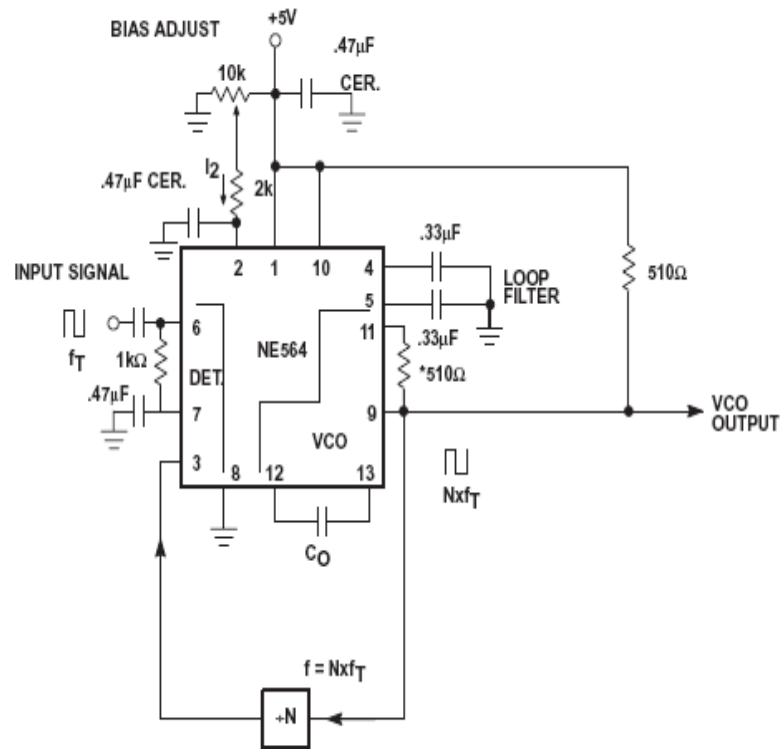 +5V
BIAS ADJUST
.47µF
CER.
10k
I2
2k
.47µF CER.
2
1
10
4
.33µF
LOOP
FILTER
510Ω
INPUT SIGNAL
5
6
11
.33µF
fT
1kΩ
NE564
*510Ω
DET.
.47µF
7
9
VCO
OUTPUT
VCO
3
8
12
13
NxfT
CO
f = NxfT
÷N